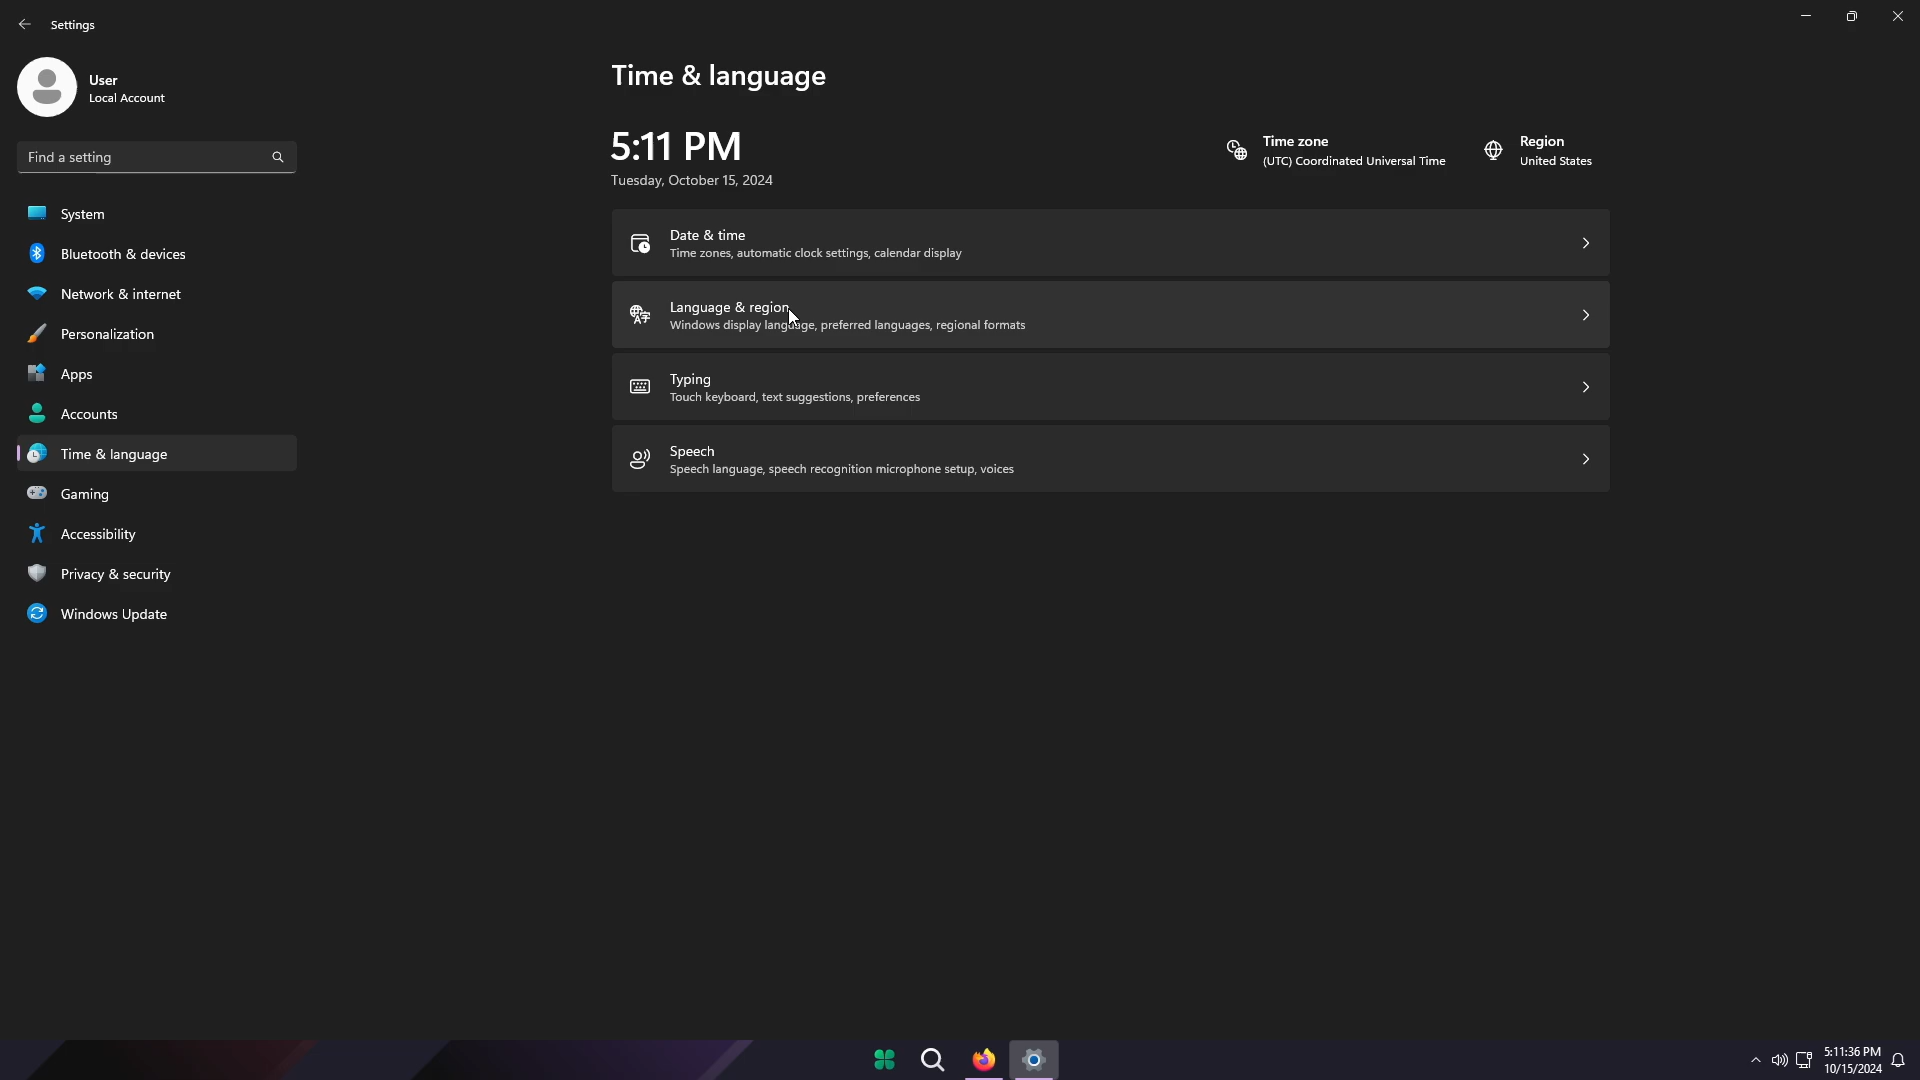 Settings
User
Local Account
Find a setting
System
Bluetooth & devices
Network & internet
Personalization
Apps
Accounts
Time & language
Gaming
Accessibility
Privacy & security
Windows Update
Time & language
5:11 PM
Tuesday, October 15, 2024
Time zone
(UTC) Coordinated Universal Time
Region
United States
Date & time
Time zones, automatic clock settings, calendar display
Language & region
Windows display language, preferred languages, regional formats
Typing
Touch keyboard, text suggestions, preferences
Speech
Speech language, speech recognition microphone setup, voices
5:11:36 PM
10/15/2024